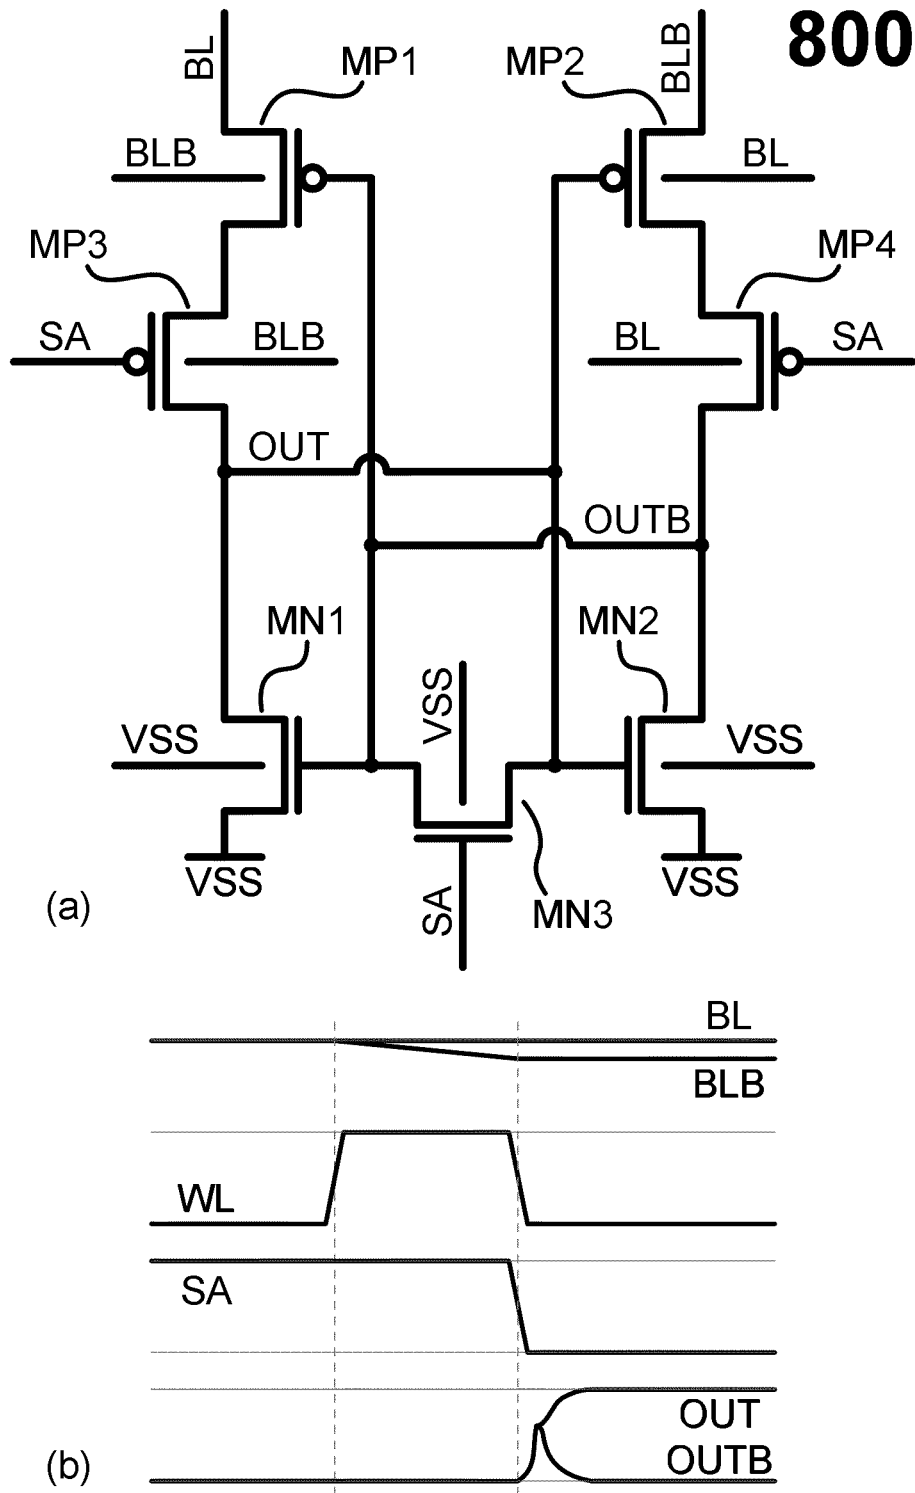 800
BL
MP1
MP2
BLB
BLB
BL
MP3
MP4
SA
BLB
BL
SA
OUT
OUTB
MN1
MN2
VSS
VSS
VSS
VSS
VSS
SA
MN3
(a)
BL
BLB
WL
SA
OUT
OUTB
(b)